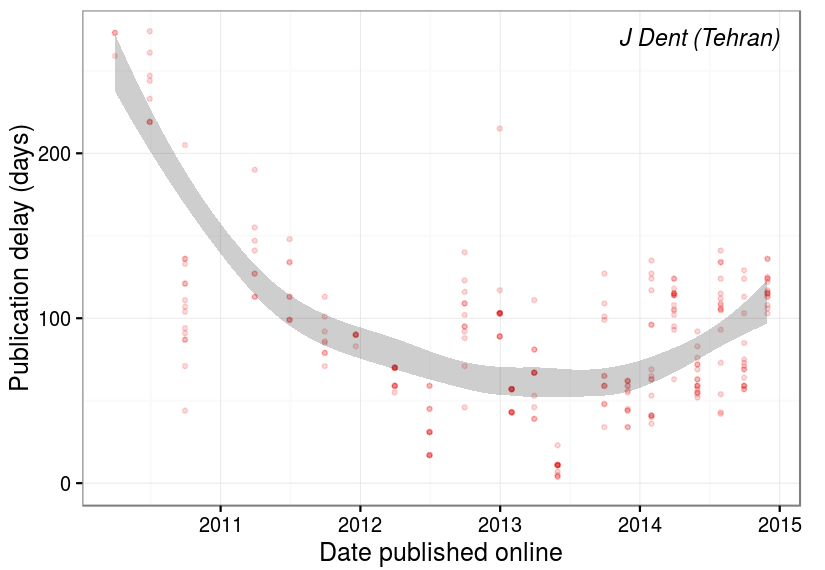 J Dent (Tehran)
Publication delay (days)
200
100
0
2011 2012 2013 2014 2015
Date published online